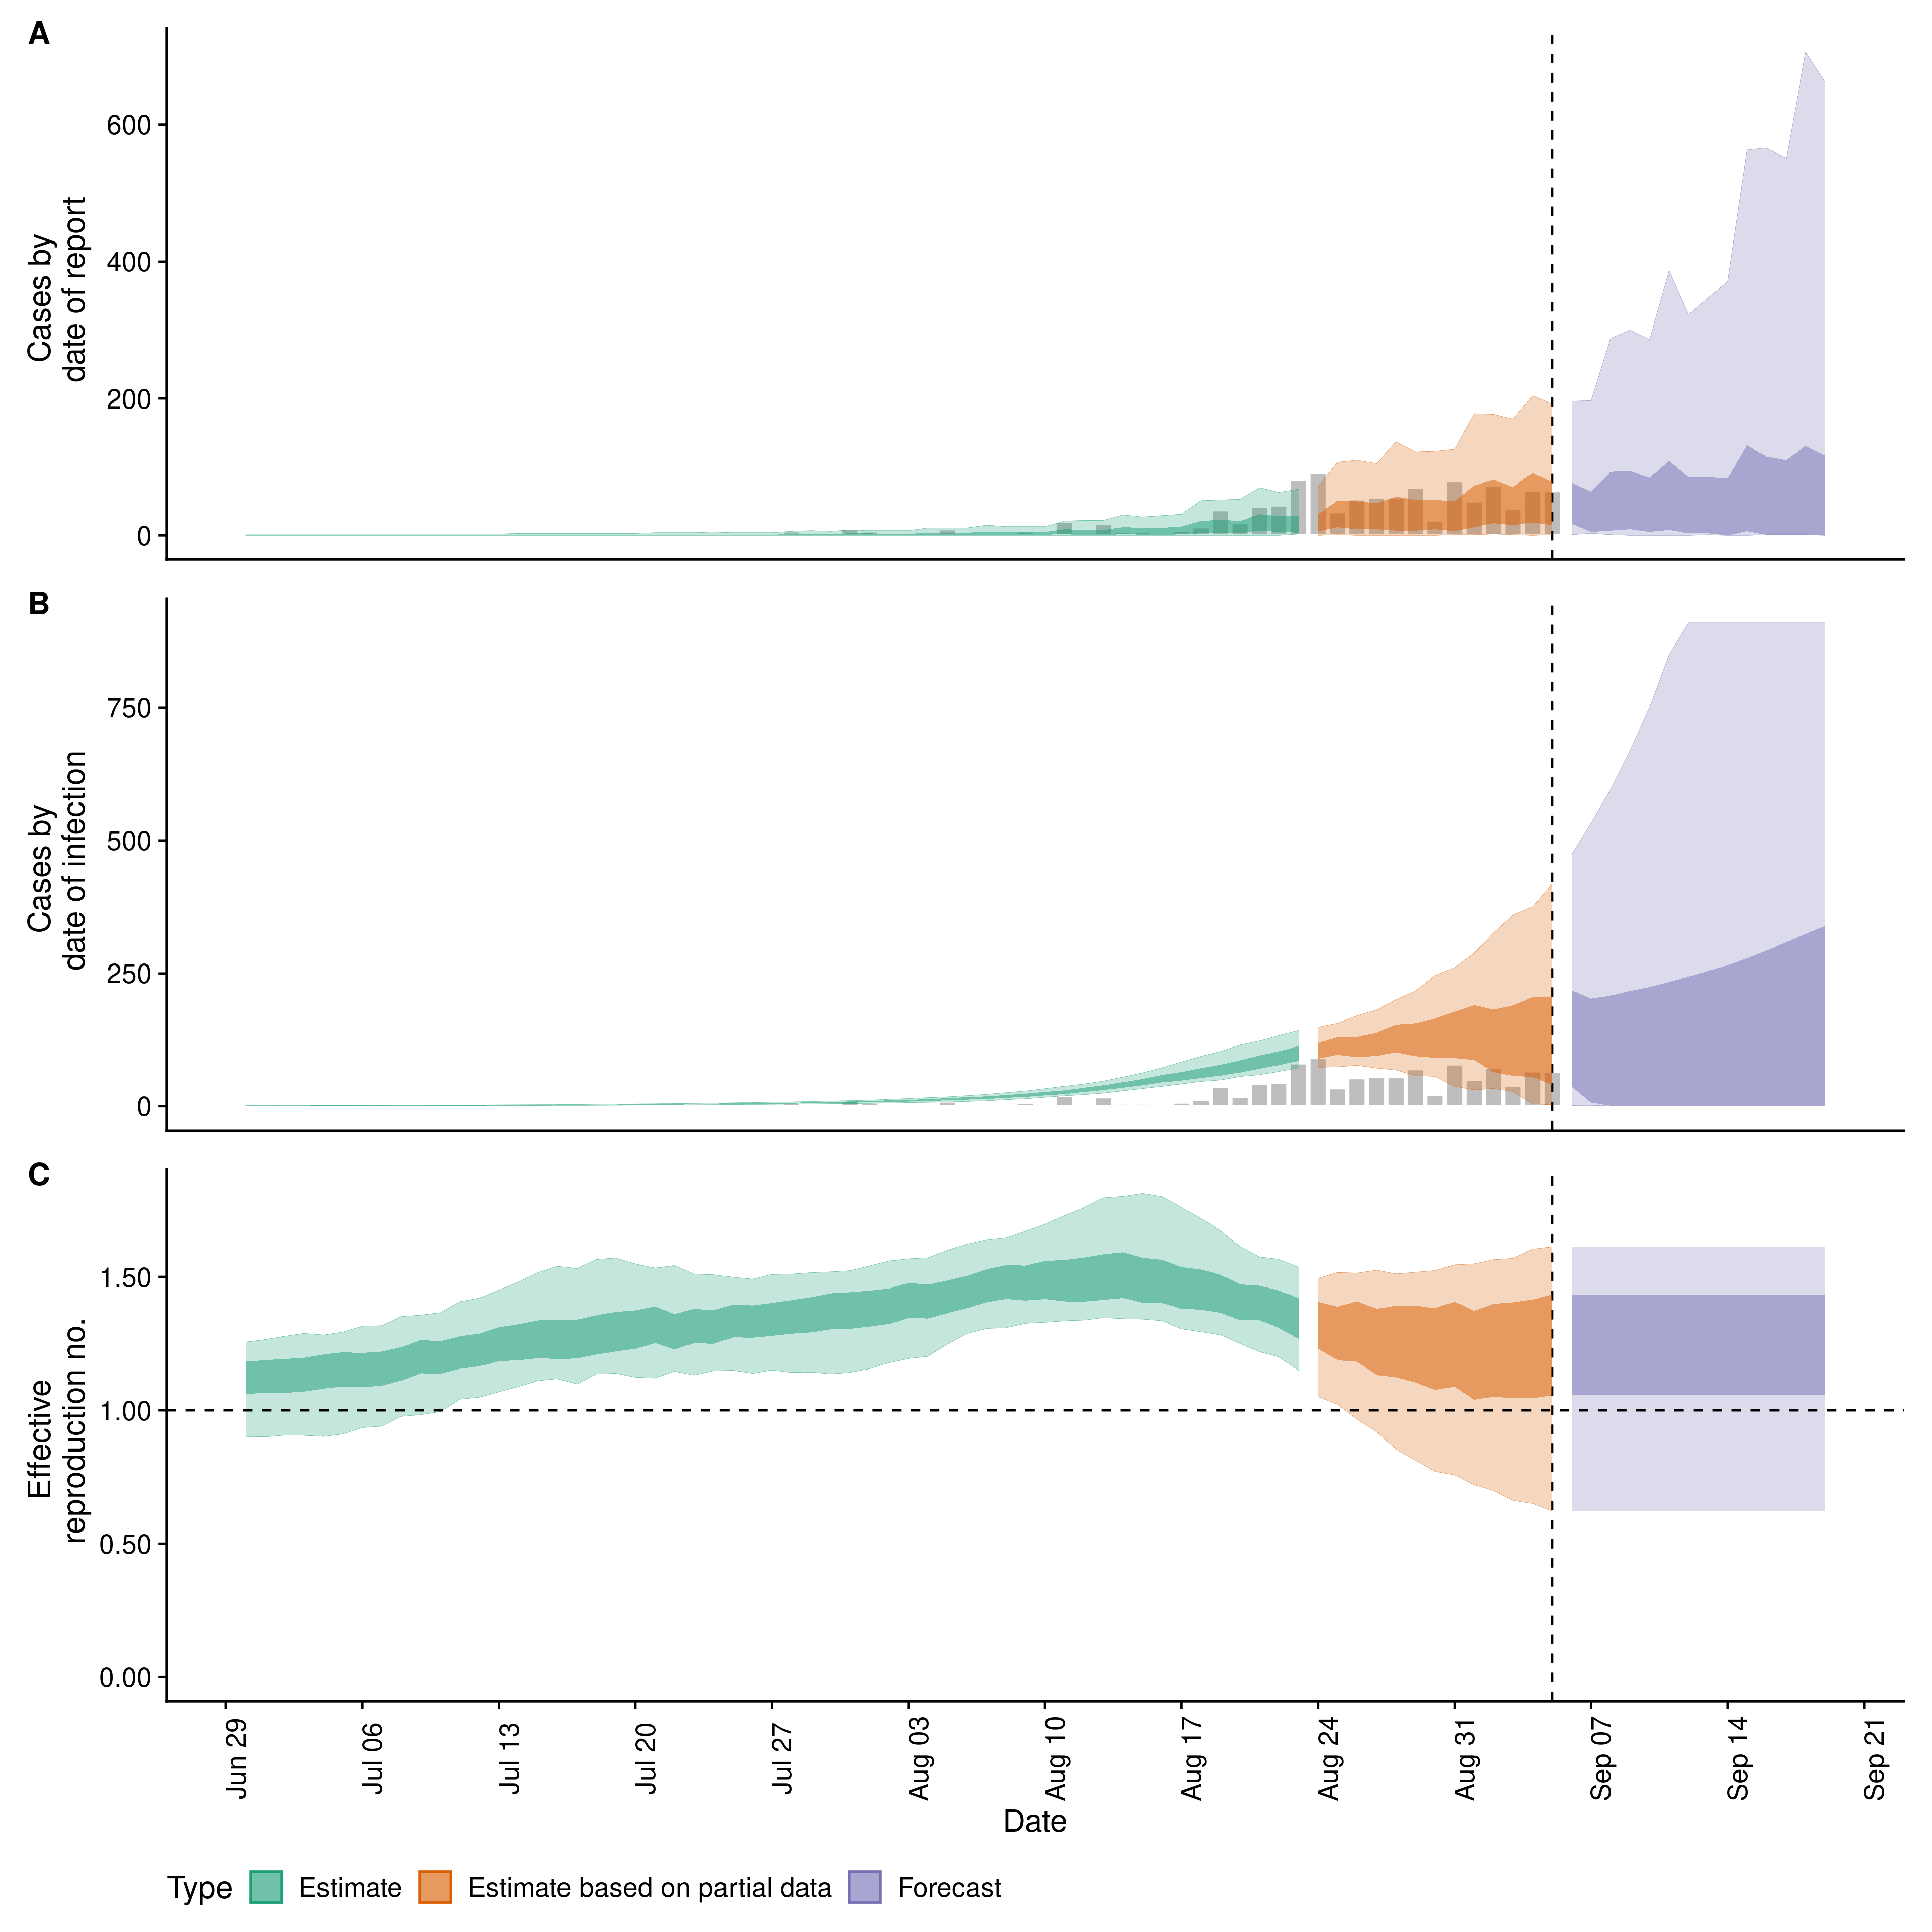 A
Cases by
date of report
600
400
200
0
B
Cases by
date of infection
750
500
250
0
C
Effective
reproduction no.
1.50
1.00
0.50
0.00
Jun 29
Jul 06
Jul 13
Jul 20
Jul 27
Aug 03
Aug 10
Aug 17
Aug 24
Aug 31
Sep 07
Sep 14
Sep 21
Date
Type Estimate Estimate based on partial data Forecast